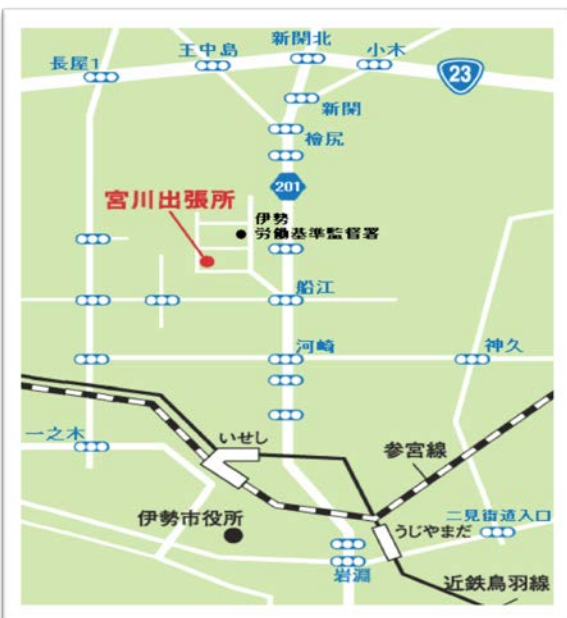 新開北
王中島
小木
長屋1
23
新開
檜尻
201
宮川出張所
伊勢
労働基準監督署
船江
河崎
神久
一之木
いせし
参宮線
伊勢市役所
うじやまだ
二見街道入口
岩淵
近鉄鳥羽線